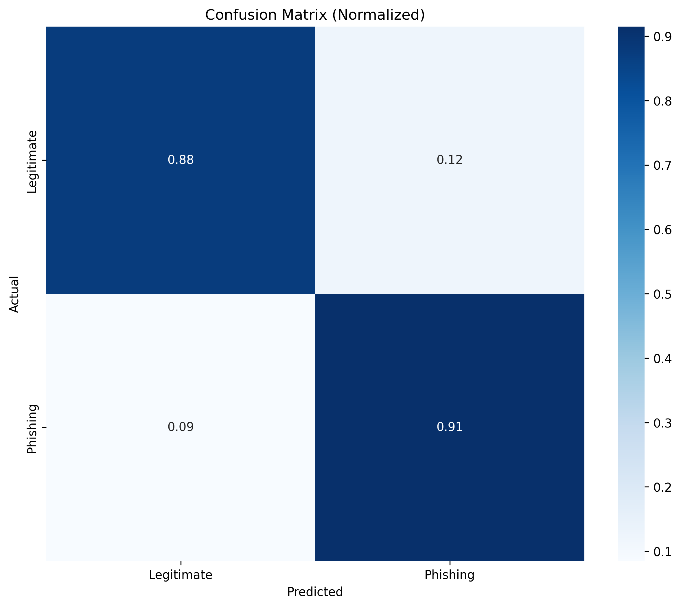 Confusion Matrix (Normalized)
Actual
Legitimate
Phishing
0.88
0.12
0.09
0.91
Legitimate
Phishing
Predicted
0.9
0.8
0.7
0.6
0.5
0.4
0.3
0.2
0.1